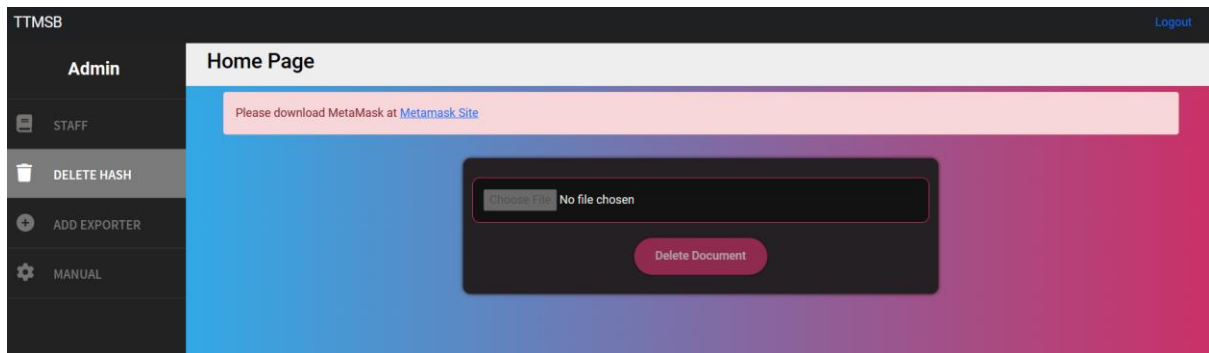 TTMSB
Logout
Admin
Home Page
Please download MetaMask at Metamask Site
STAFF
DELETE HASH
Choose File No file chosen
ADD EXPORTER
Delete Document
MANUAL